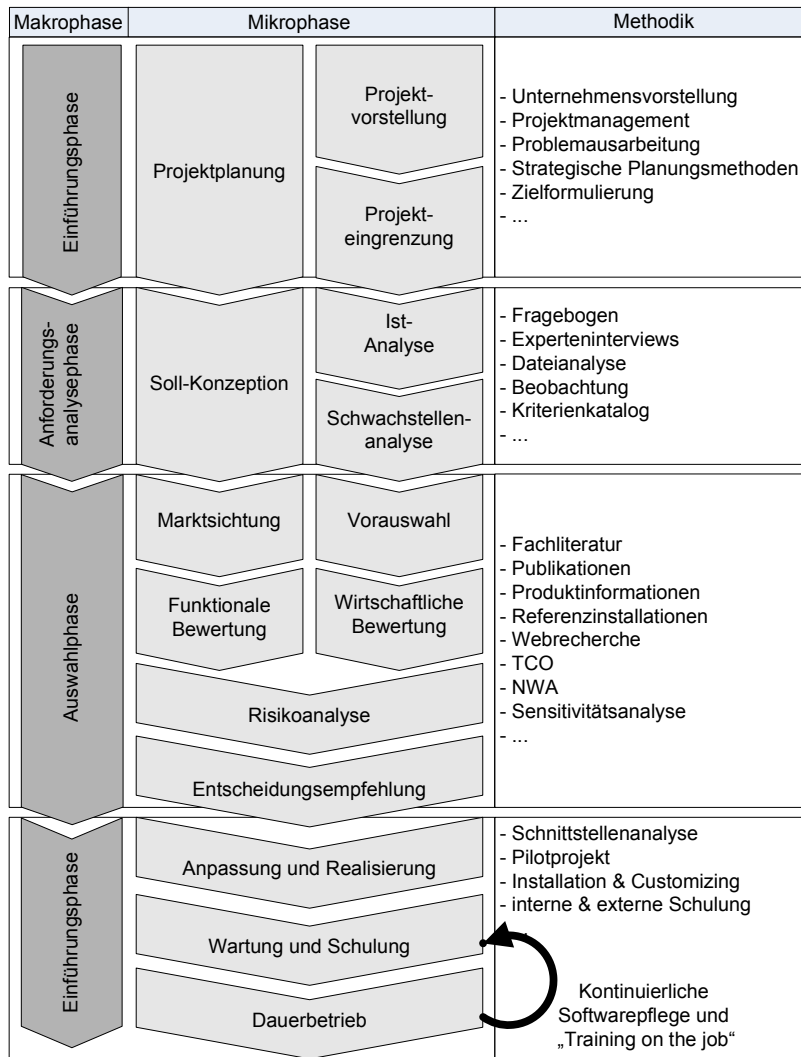 Makrophase
Mikrophase
Methodik
Einführungsphase
Projektplanung
Projekt-
vorstellung
Projekt-
eingrenzung
- Unternehmensvorstellung
- Projektmanagement
- Problemausarbeitung
- Strategische Planungsmethoden
- Zielformulierung
- ...
Anforderungs-
analysephase
Soll-Konzeption
Ist-
Analyse
Schwachstellen-
analyse
- Fragebogen
- Experteninterviews
- Dateianalyse
- Beobachtung
- Kriterienkatalog
- ...
Auswahlphase
Marktsichtung
Vorauswahl
Funktionale
Bewertung
Wirtschaftliche
Bewertung
Risikoanalyse
Entscheidungsempfehlung
- Fachliteratur
- Publikationen
- Produktinformationen
- Referenzinstallationen
- Webrecherche
- TCO
- NWA
- Sensitivitätsanalyse
- ...
Einführungsphase
Anpassung und Realisierung
Wartung und Schulung
Dauerbetrieb
- Schnittstellenanalyse
- Pilotprojekt
- Installation & Customizing
- interne & externe Schulung
Kontinuierliche
Softwarepflege und
„Training on the job“